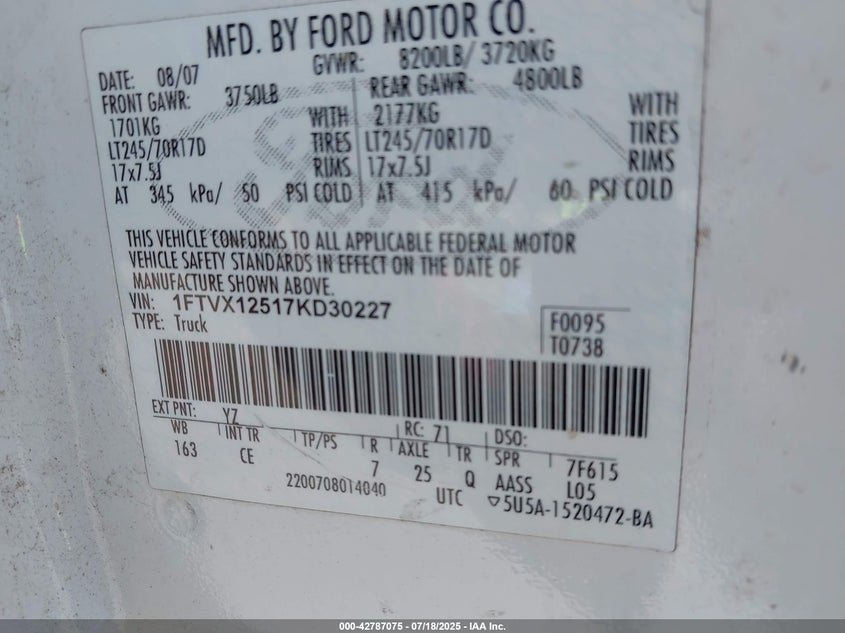 MFD. BY FORD MOTOR CO.
DATE: 08/07 GVWR: 8200LB/ 3720KG
FRONT GAWR: 3750LB REAR GAWR: 4800LB
1701KG WITH 2177KG WITH
LT245/70R17D TIRES LT245/70R17D TIRES
17x7.5J RIMS 17x7.5J RIMS
AT 345 kPa/ 50 PSI COLD AT 415 kPa/ 60 PSI COLD
THIS VEHICLE CONFORMS TO ALL APPLICABLE FEDERAL MOTOR
VEHICLE SAFETY STANDARDS IN EFFECT ON THE DATE OF
MANUFACTURE SHOWN ABOVE.
VIN: 1FTVX12517KD30227
TYPE: Truck F0095
T0738
EXT PNT: YZ RC: 71 DSO:
WB INT TR TP/PS R AXLE TR SPR 7F615
163 CE 7 25 Q AASS L05
2200708014040 UTC ▽5U5A-1520472-BA
000-42787075 / 07/18/2025 - IAA Inc.